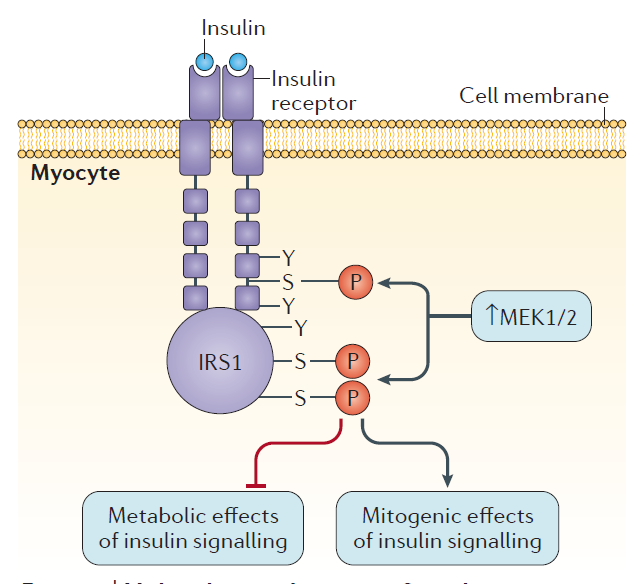 Insulin
Insulin
receptor
Cell membrane
Myocyte
Y
S
P
Y
Y
↑MEK1/2
IRS1
S
P
S
P
Metabolic effects
of insulin signalling
Mitogenic effects
of insulin signalling